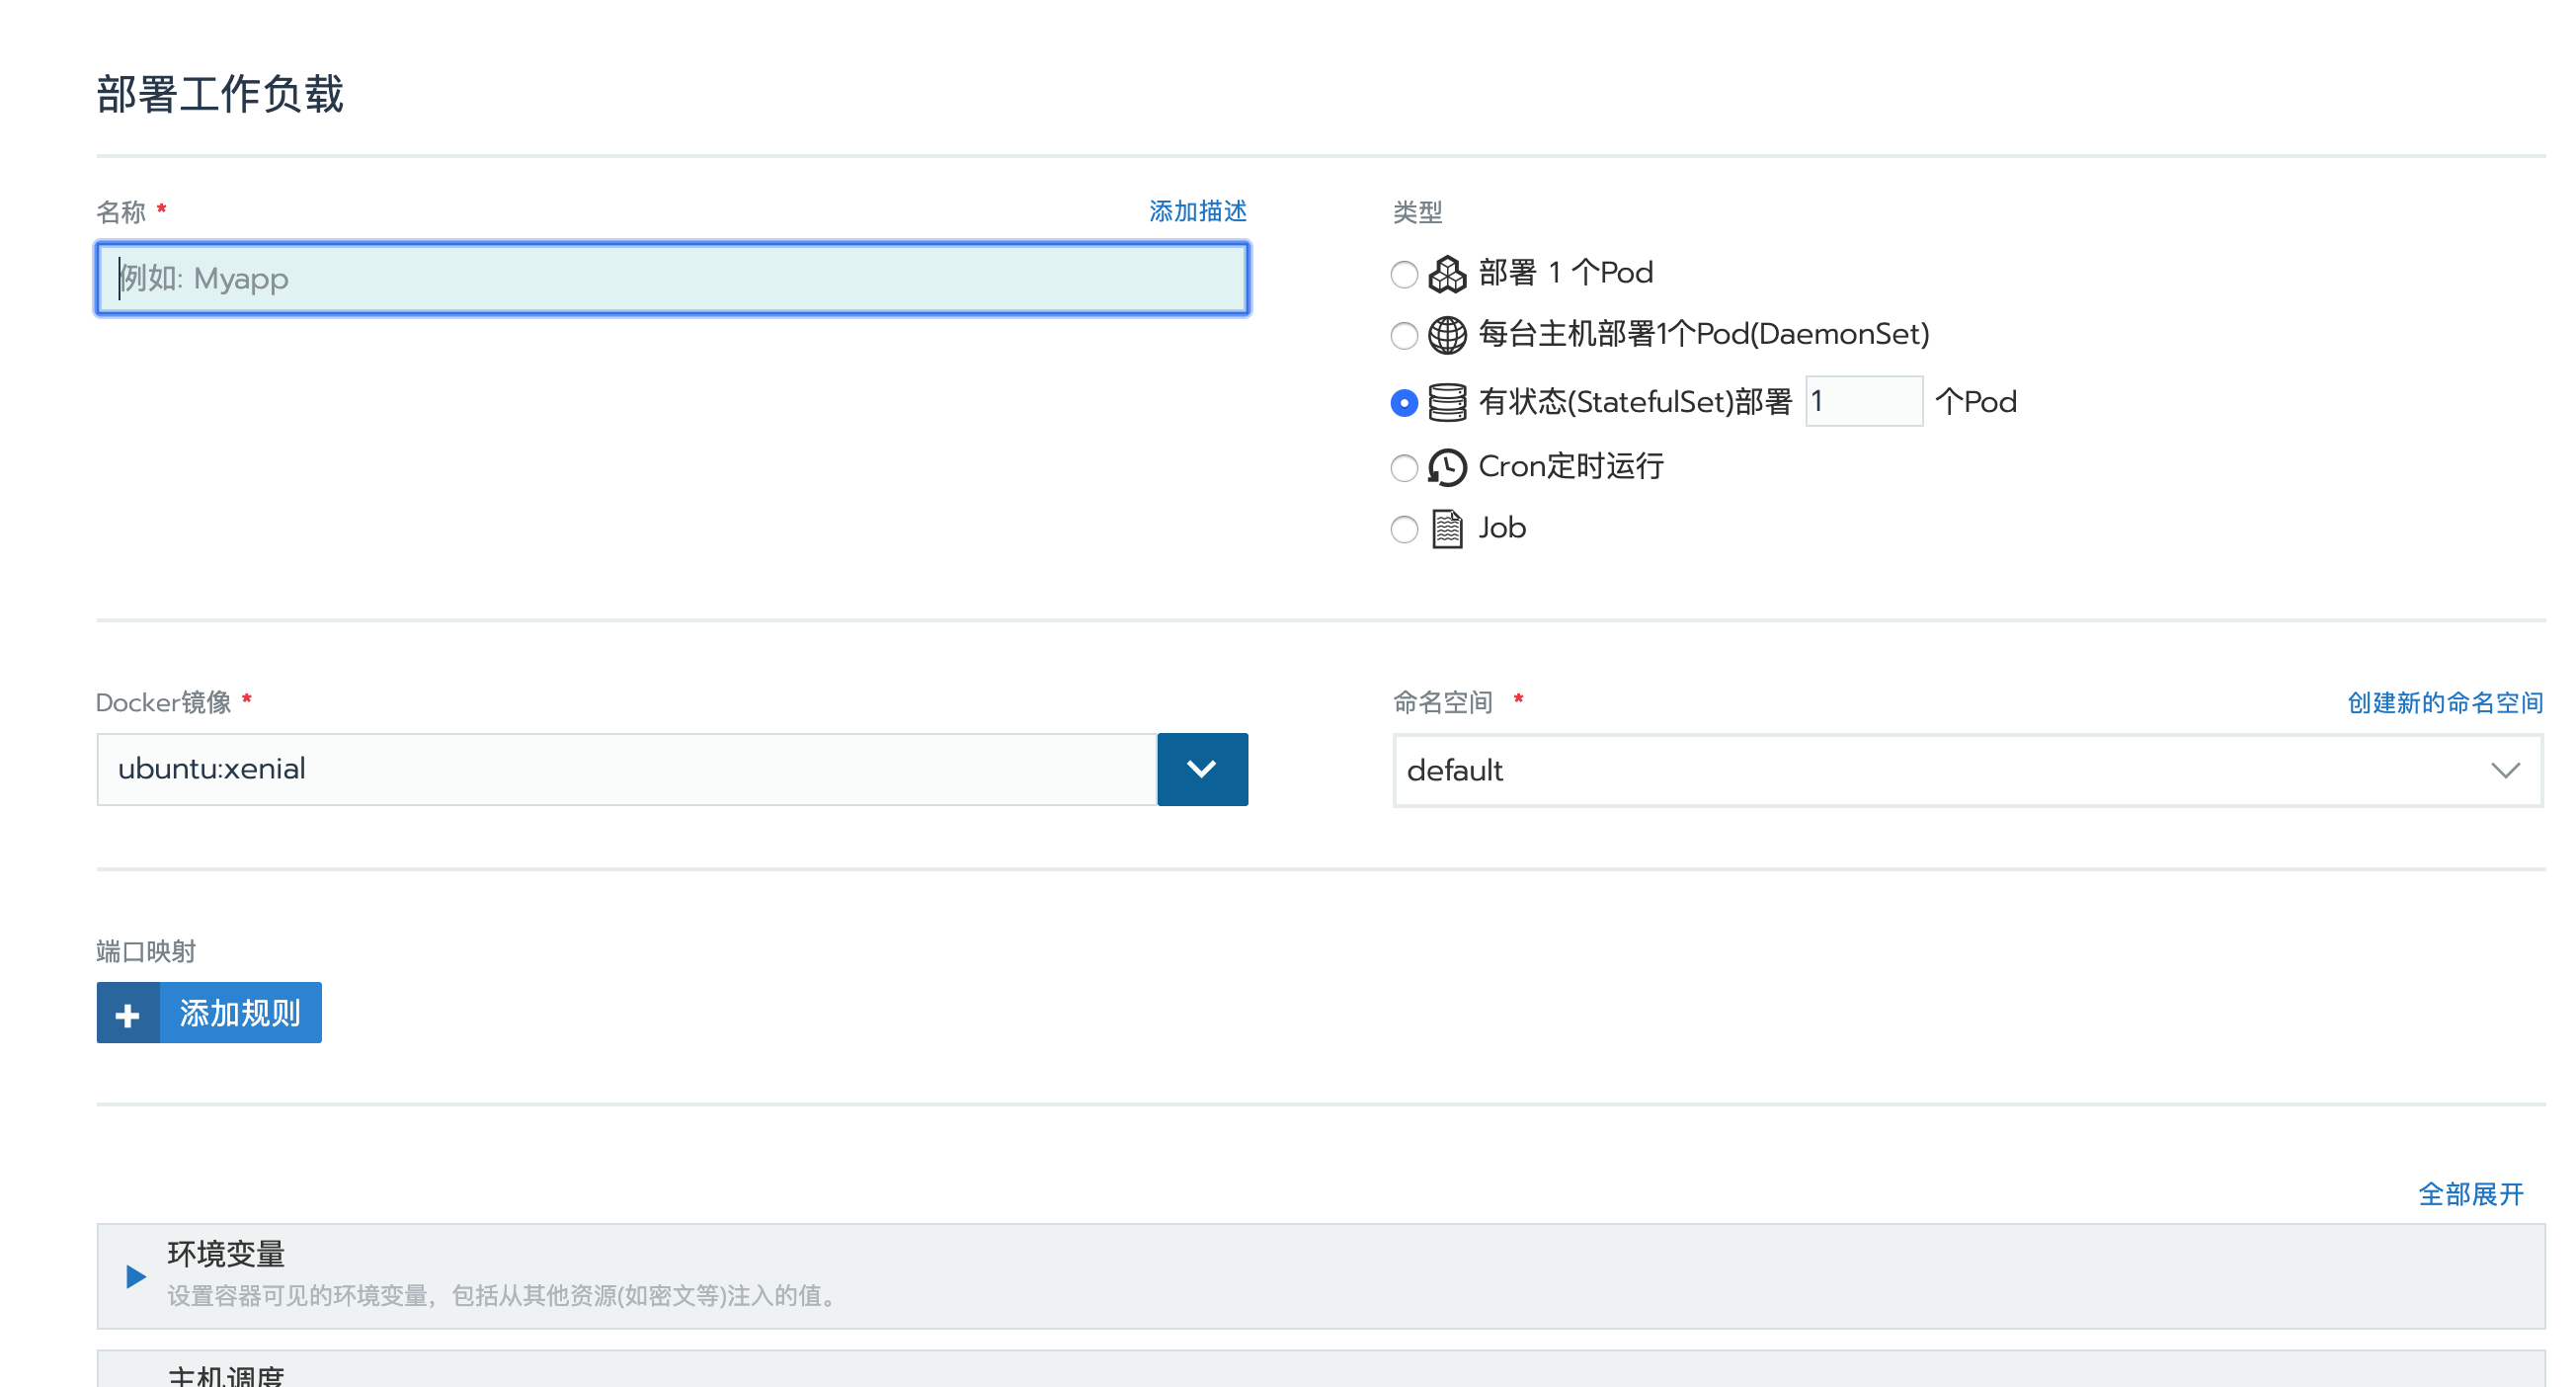 部署工作负载
名称 *
添加描述
例如: Myapp
类型
部署 1 个Pod
每台主机部署1个Pod(DaemonSet)
有状态(StatefulSet)部署 1 个Pod
Cron定时运行
Job
Docker镜像 *
ubuntu:xenial
命名空间 *
创建新的命名空间
default
端口映射
添加规则
全部展开
环境变量
设置容器可见的环境变量，包括从其他资源(如密文等)注入的值。
主机调度